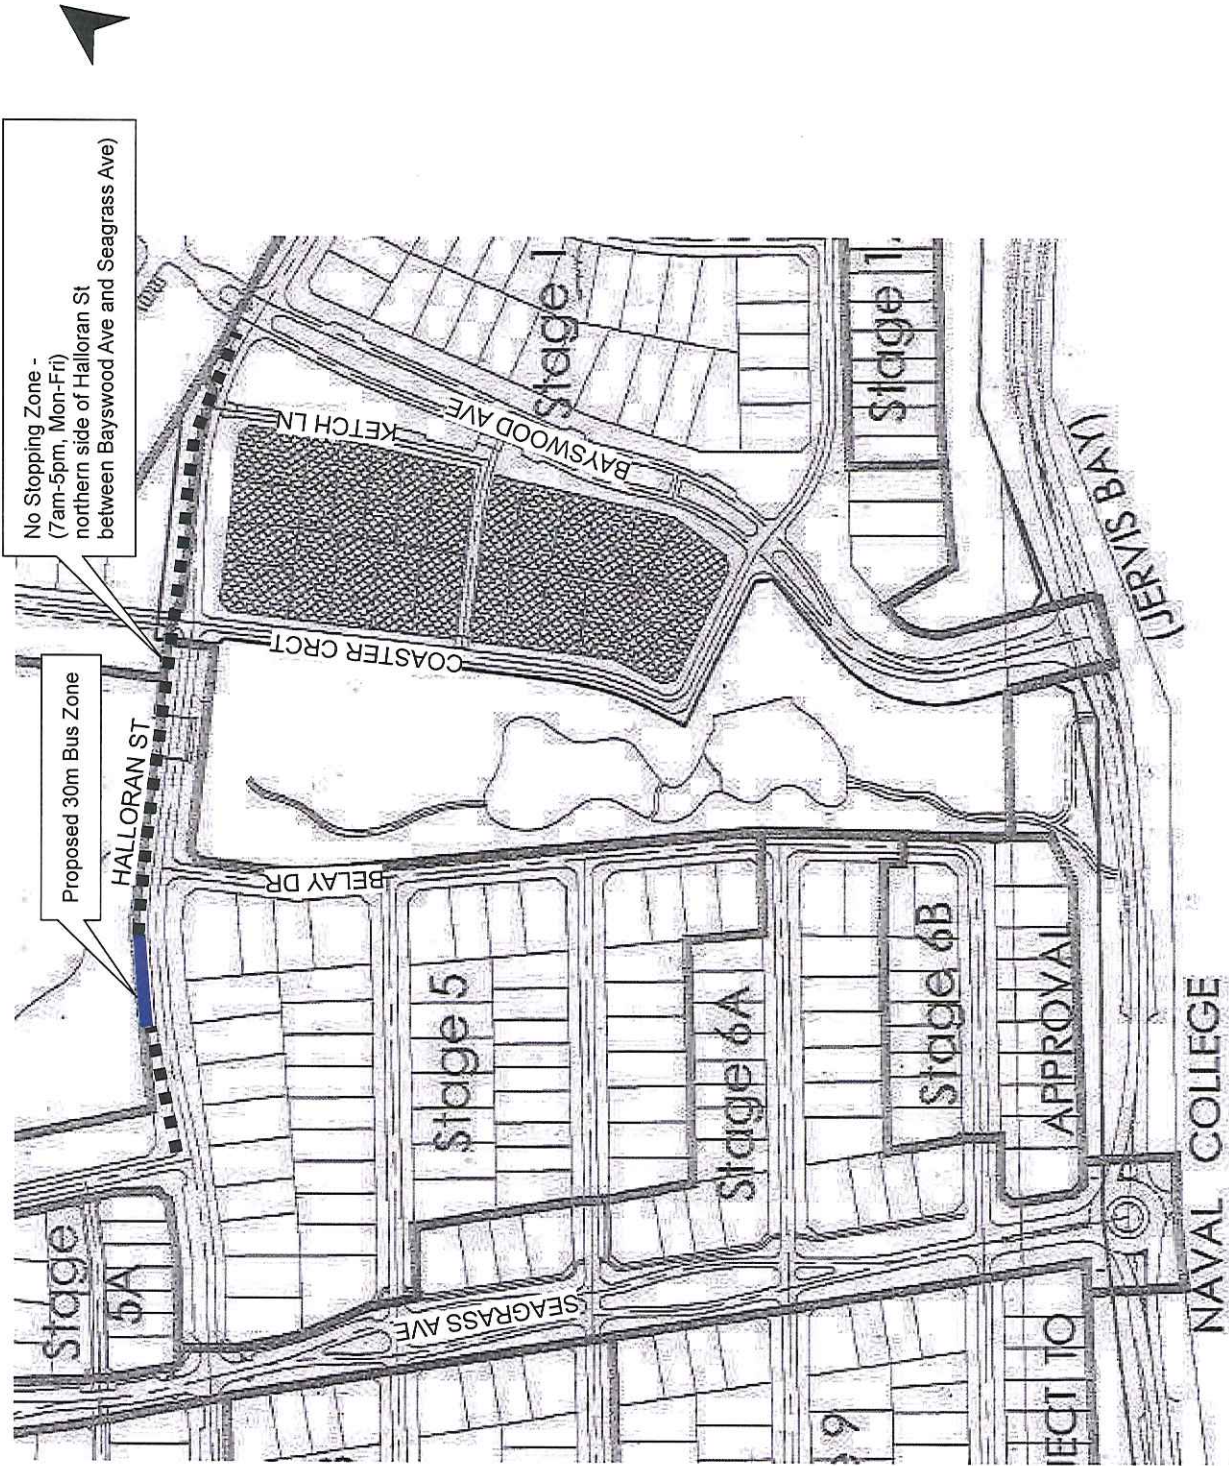 No Stopping Zone -
(7am-5pm, Mon-Fri)
northern side of Halloran St
between Bayswood Ave and Seagrass Ave)
Proposed 30m Bus Zone
HALLORAN ST
KETCH LN
BAYSWOOD AVE
COASTER CRCT
BELAY DR
SEAGRASS AVE
Stage
5A
Stage 5
Stage 6A
Stage 6B
APPROVAL
Stage 1
Stage 1
(JERVIS BAY)
NAVAL COLLEGE
JECT TO
9